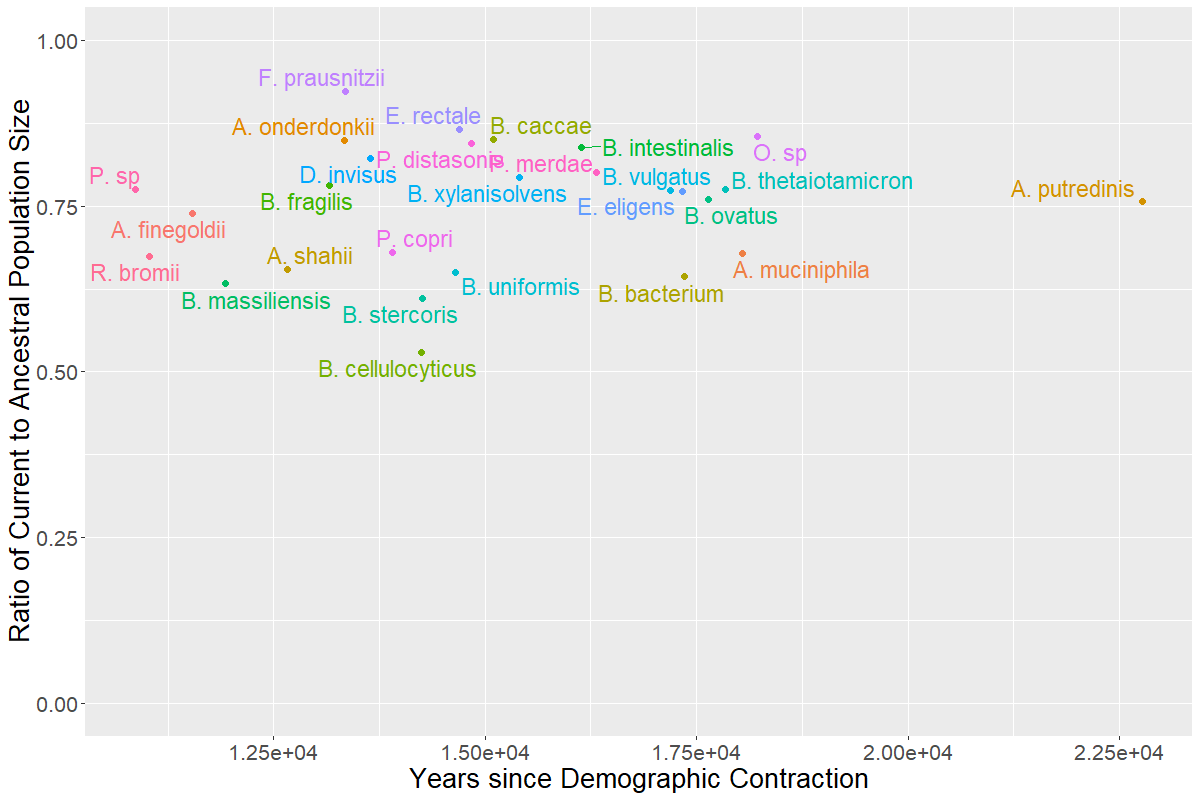 Ratio of Current to Ancestral Population Size
1.00
0.75
0.50
0.25
0.00
F. prausnitzii
E. rectale
A. onderdonkii
B. caccae
B. intestinalis
O. sp
P. distasonis
P. merdae
P. sp
D. invisus
B. vulgatus
B. thetaiotamicron
A. putredinis
B. fragilis
B. xylanisolvens
E. eligens
B. ovatus
A. finegoldii
P. copri
R. bromii
A. shahii
A. muciniphila
B. massiliensis
B. uniformis
B. bacterium
B. stercoris
B. cellulocyticus
1.25e+04
1.50e+04
1.75e+04
2.00e+04
2.25e+04
Years since Demographic Contraction